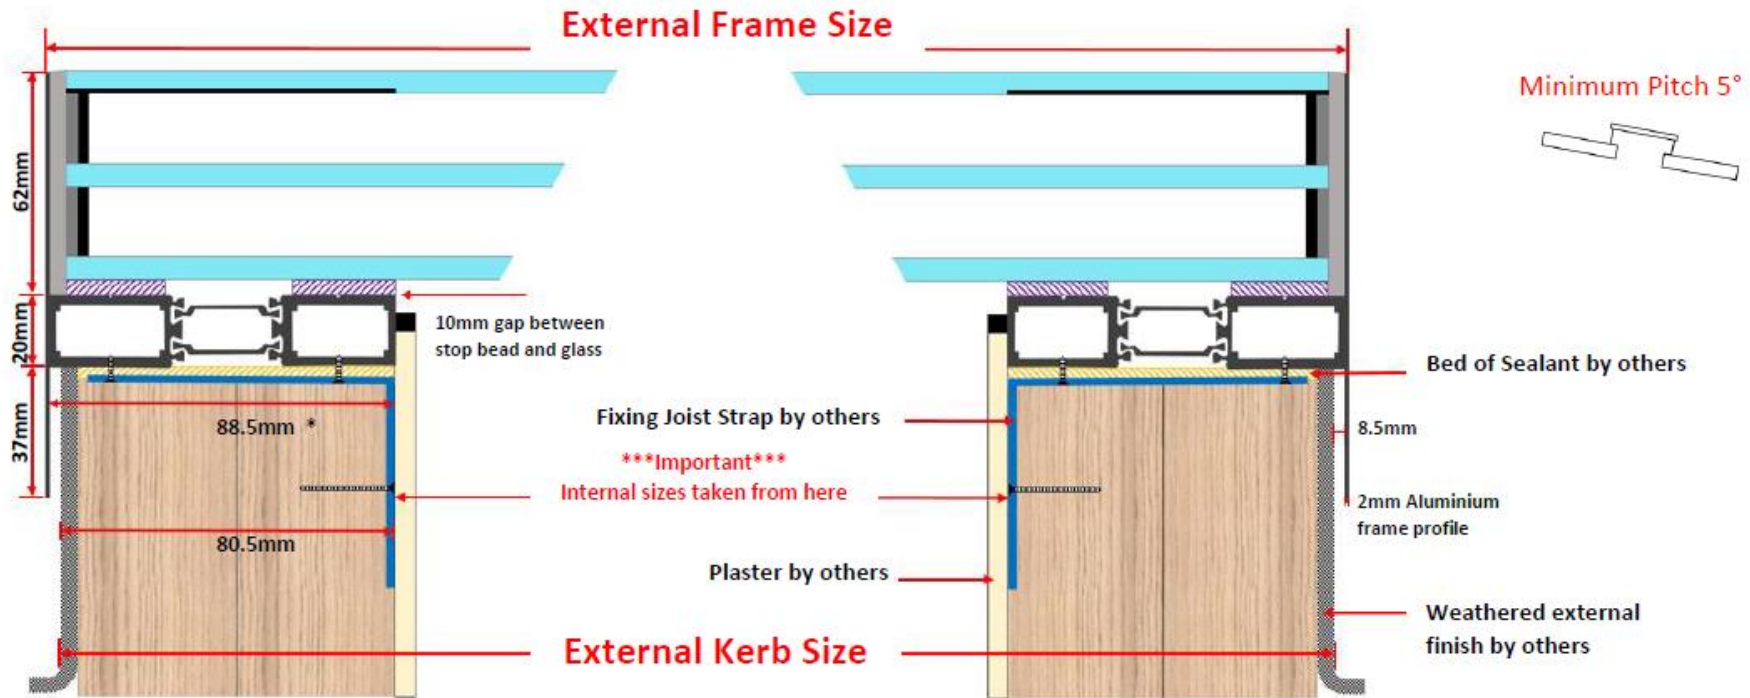 External Frame Size
Minimum Pitch 5°
62mm
20mm
37mm
10mm gap between
stop bead and glass
Bed of Sealant by others
88.5mm *
Fixing Joist Strap by others
8.5mm
***Important***
Internal sizes taken from here
2mm Aluminium
frame profile
80.5mm
Plaster by others
Weathered external
finish by others
External Kerb Size